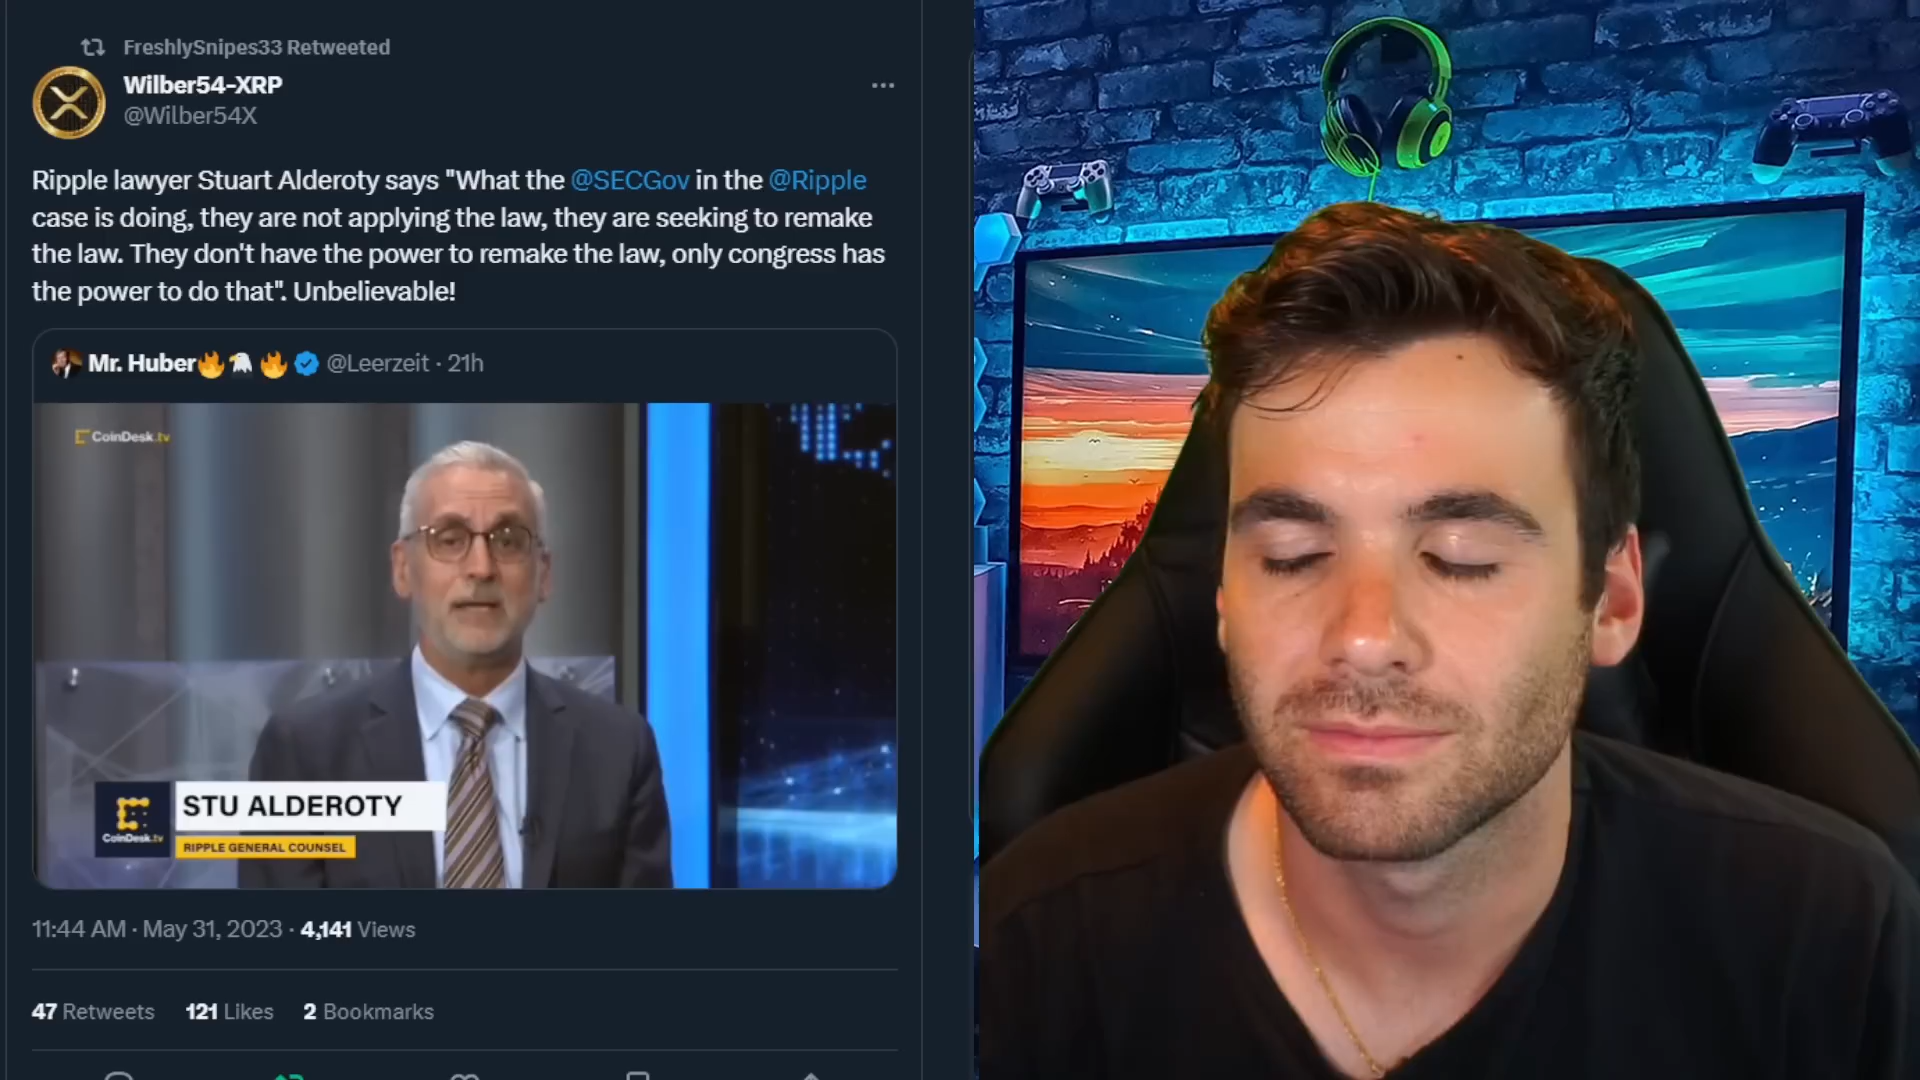 FreshlySnipes33 Retweeted
Wilber54-XRP
@Wilber54X
Ripple lawyer Stuart Alderoty says "What the @SECGov in the @Ripple
case is doing, they are not applying the law, they are seeking to remake
the law. They don't have the power to remake the law, only congress has
the power to do that". Unbelievable!
Mr. Huber🔥🦅🔥 @Leerzeit · 21h
CoinDesk.tv
STU ALDEROTY
CoinDesk.tv
RIPPLE GENERAL COUNSEL
11:44 AM · May 31, 2023 · 4,141 Views
47 Retweets 121 Likes 2 Bookmarks